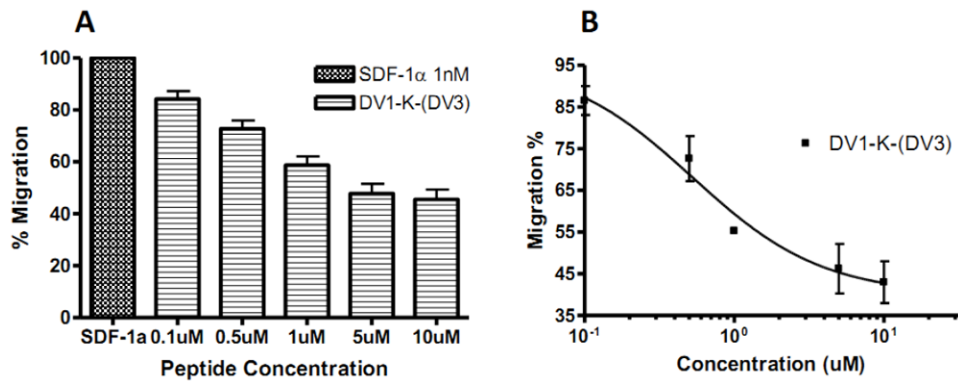 A
% Migration
100
80
60
40
20
0
SDF-1α 1nM
DV1-K-(DV3)
SDF-1a 0.1uM 0.5uM 1uM 5uM 10uM
Peptide Concentration
B
Migration %
95
85
75
65
55
45
35
DV1-K-(DV3)
10⁻¹ 10⁰ 10¹
Concentration (uM)